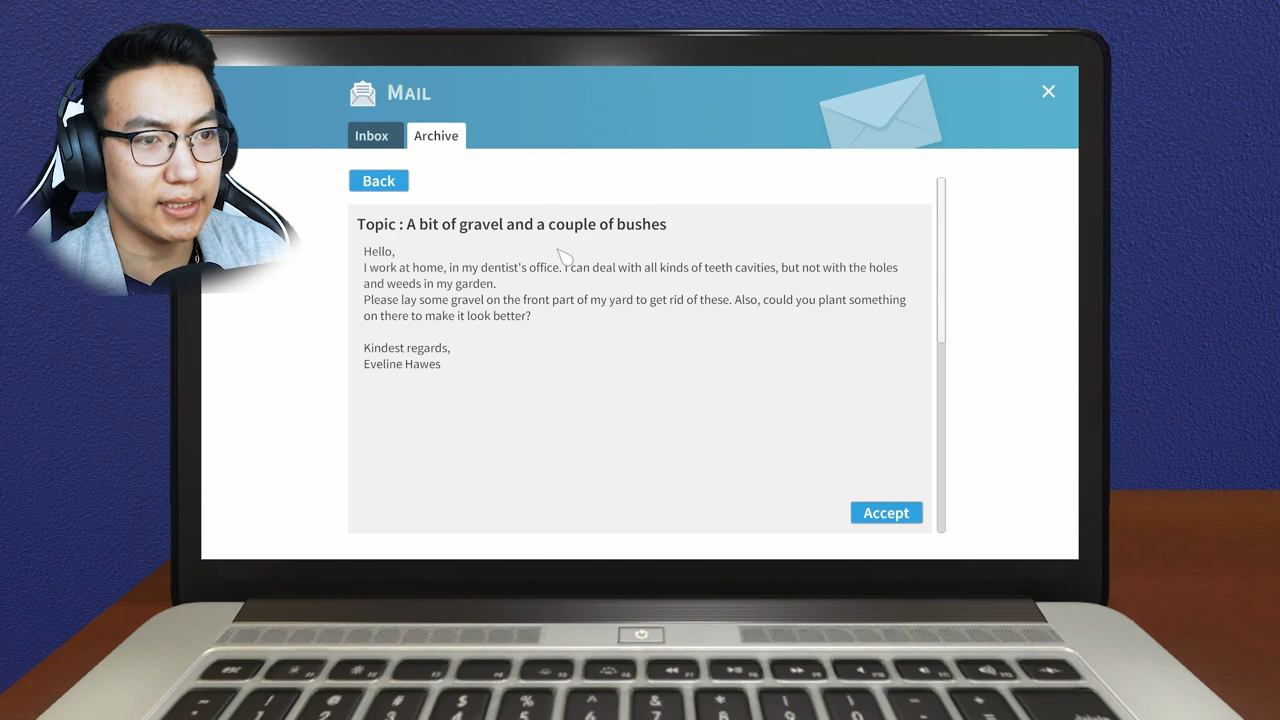 MAIL
Inbox
Archive
Back
Topic : A bit of gravel and a couple of bushes
Hello,
I work at home, in my dentist's office. I can deal with all kinds of teeth cavities, but not with the holes
and weeds in my garden.
Please lay some gravel on the front part of my yard to get rid of these. Also, could you plant something
on there to make it look better?
Kindest regards,
Eveline Hawes
Accept
esc